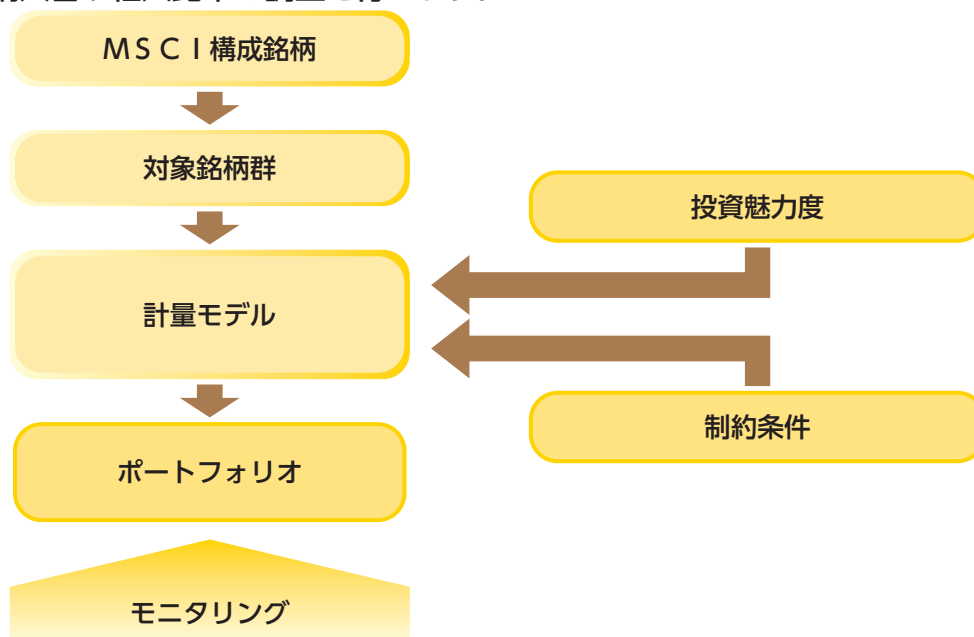 ＭＳＣＩ構成銘柄
対象銘柄群
投資魅力度
計量モデル
制約条件
ポートフォリオ
モニタリング